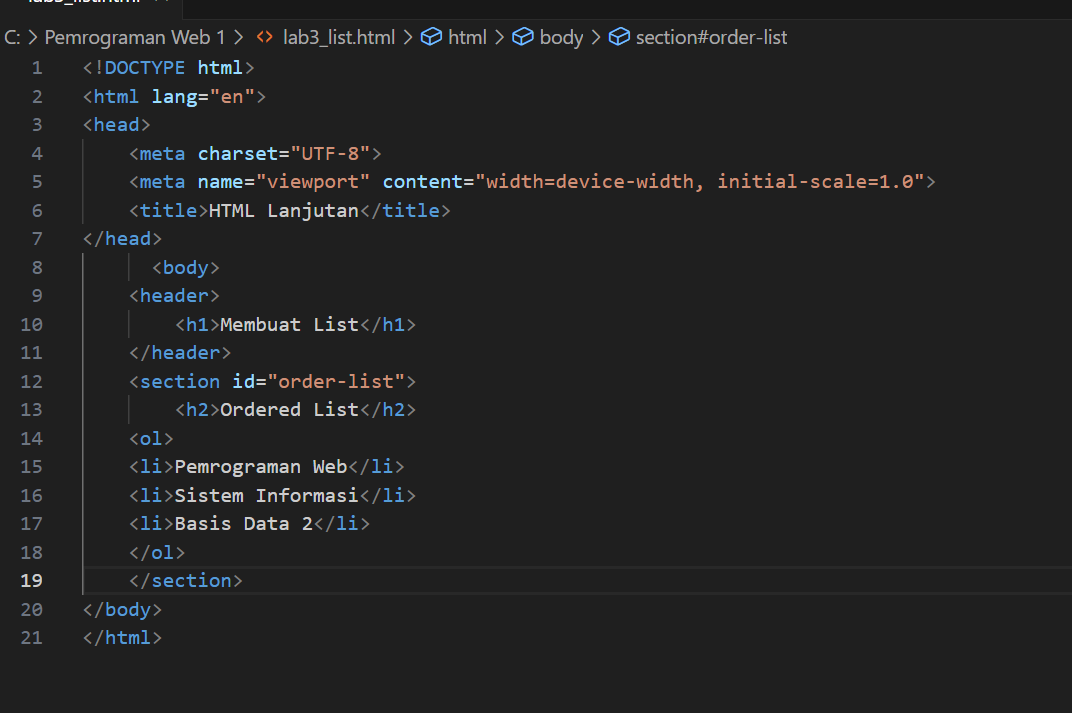 C: > Pemrograman Web 1 > <> lab3_list.html > html > body > section#order-list
1 <!DOCTYPE html>
2 <html lang="en">
3 <head>
4     <meta charset="UTF-8">
5     <meta name="viewport" content="width=device-width, initial-scale=1.0">
6     <title>HTML Lanjutan</title>
7 </head>
8       <body>
9     <header>
10         <h1>Membuat List</h1>
11     </header>
12     <section id="order-list">
13         <h2>Ordered List</h2>
14     <ol>
15     <li>Pemrograman Web</li>
16     <li>Sistem Informasi</li>
17     <li>Basis Data 2</li>
18     </ol>
19     </section>
20 </body>
21 </html>